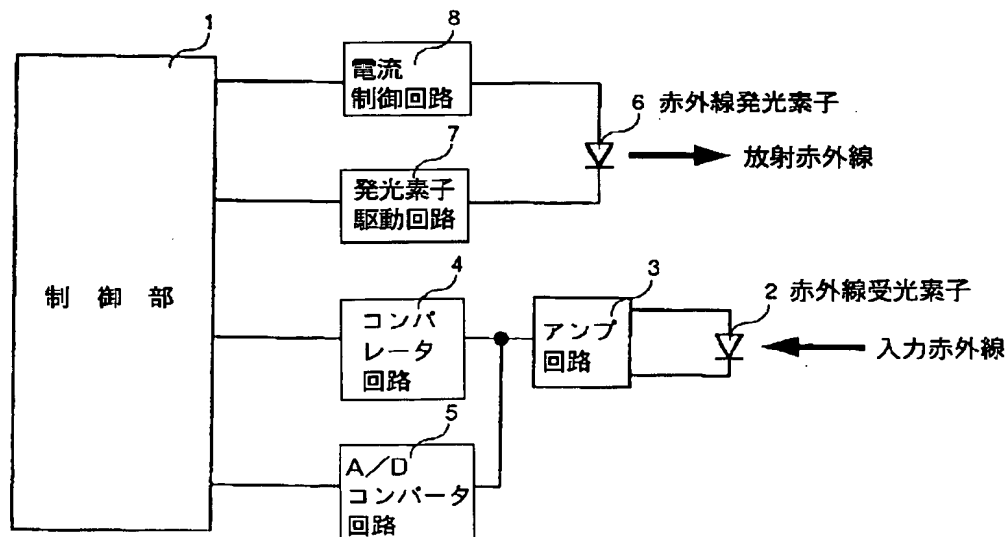 1
制御部
8
電流
制御回路
6 赤外線発光素子
放射赤外線
7
発光素子
駆動回路
4
コンパ
レータ
回路
3
アンプ
回路
2 赤外線受光素子
入力赤外線
5
A/D
コンバータ
回路